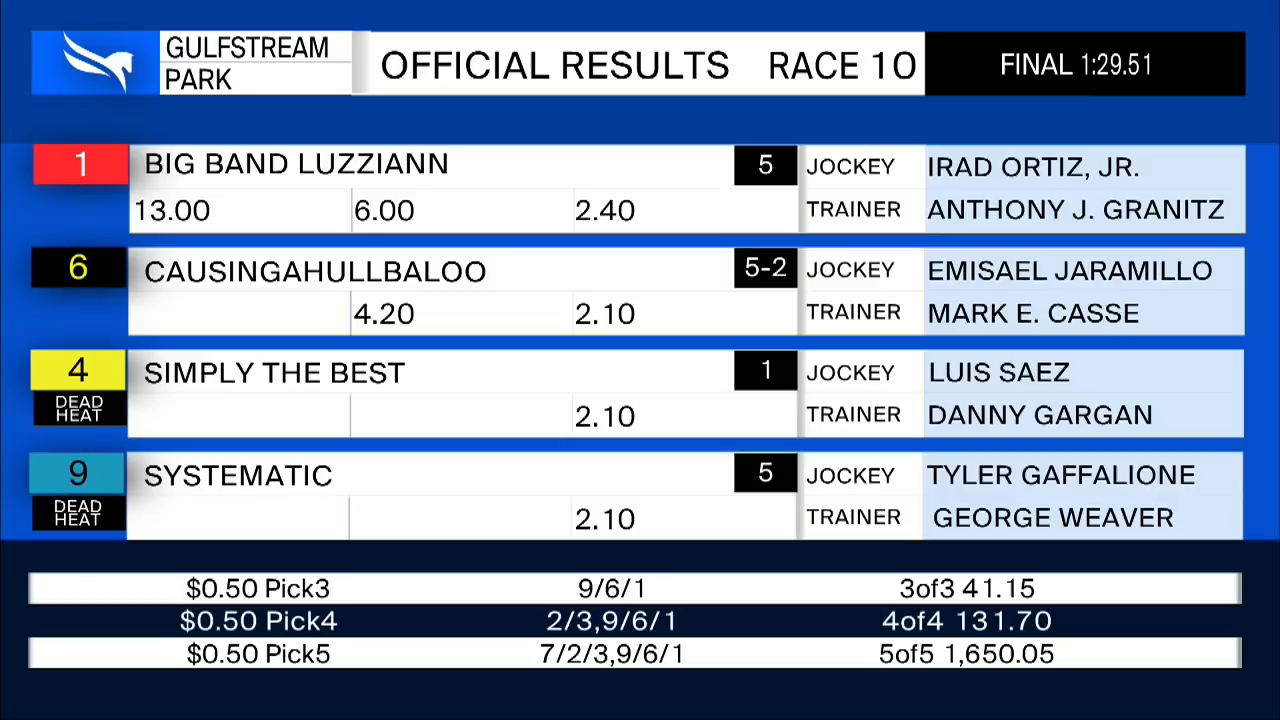 GULFSTREAM PARK
OFFICIAL RESULTS RACE 10 FINAL 1:29.51
1 BIG BAND LUZZIANN 5 JOCKEY IRAD ORTIZ, JR.
13.00 6.00 2.40 TRAINER ANTHONY J. GRANITZ
6 CAUSINGAHULLBALOO 5-2 JOCKEY EMISAEL JARAMILLO
4.20 2.10 TRAINER MARK E. CASSE
4 SIMPLY THE BEST 1 JOCKEY LUIS SAEZ
DEAD HEAT 2.10 TRAINER DANNY GARGAN
9 SYSTEMATIC 5 JOCKEY TYLER GAFFALIONE
DEAD HEAT 2.10 TRAINER GEORGE WEAVER
$0.50 Pick3 9/6/1 3of3 41.15
$0.50 Pick4 2/3,9/6/1 4of4 131.70
$0.50 Pick5 7/2/3,9/6/1 5of5 1,650.05